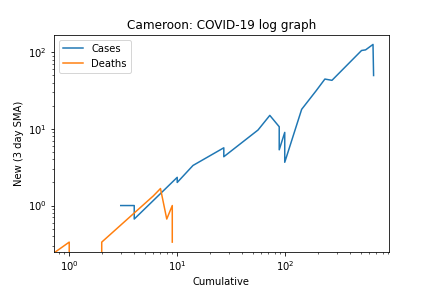 Cameroon: COVID-19 log graph
Cases
Deaths
New (3 day SMA)
10²
10¹
10⁰
10⁰ 10¹ 10²
Cumulative